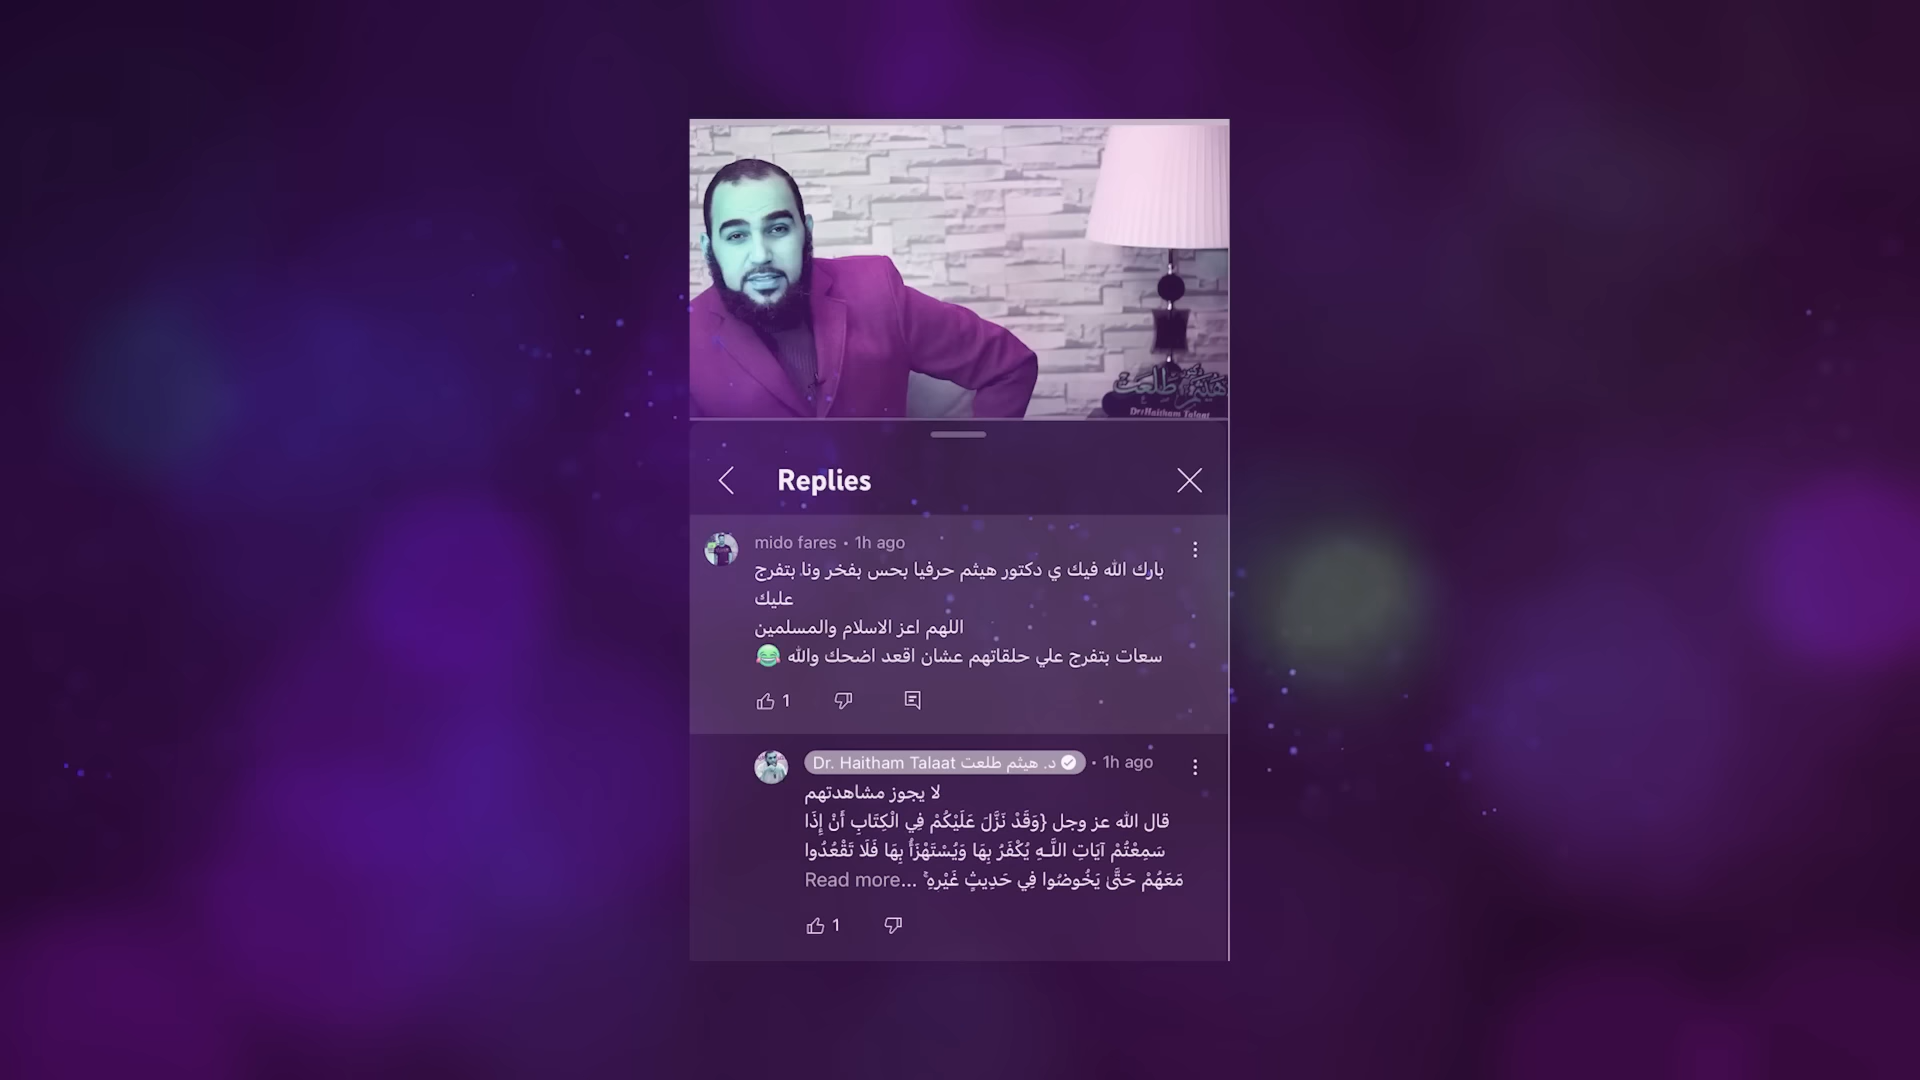 دكتور
هيثم طلعت
Dr/Haitham Talaat
Replies
mido fares • 1h ago
بارك الله فيك ي دكتور هيثم حرفيا بحس بفخر ونا بتفرج
عليك
اللهم اعز الاسلام والمسلمين
سعات بتفرج علي حلقاتهم عشان اقعد اضحك والله 😂
1
Dr. Haitham Talaat د. هيثم طلعت • 1h ago
لا يجوز مشاهدتهم
قال الله عز وجل {وَقَدْ نَزَّلَ عَلَيْكُمْ فِي الْكِتَابِ أَنْ إِذَا
سَمِعْتُمْ آيَاتِ اللَّـهِ يُكْفَرُ بِهَا وَيُسْتَهْزَأُ بِهَا فَلَا تَقْعُدُوا
مَعَهُمْ حَتَّىٰ يَخُوضُوا فِي حَدِيثٍ غَيْرِهِ ۚ ...Read more
1